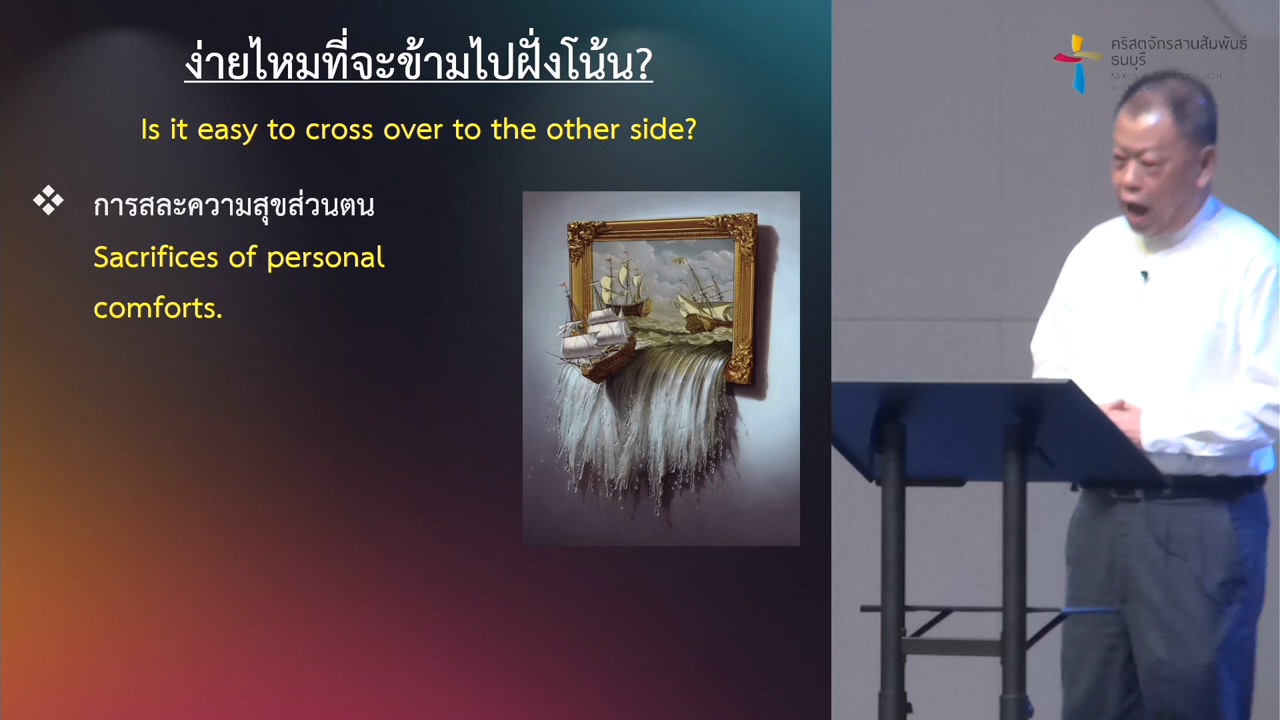 ง่ายไหมที่จะข้ามไปฝั่งโน้น?
Is it easy to cross over to the other side?
การสละความสุขส่วนตน
Sacrifices of personal
comforts.
คริสตจักรสานสัมพันธ์
ธนบุรี